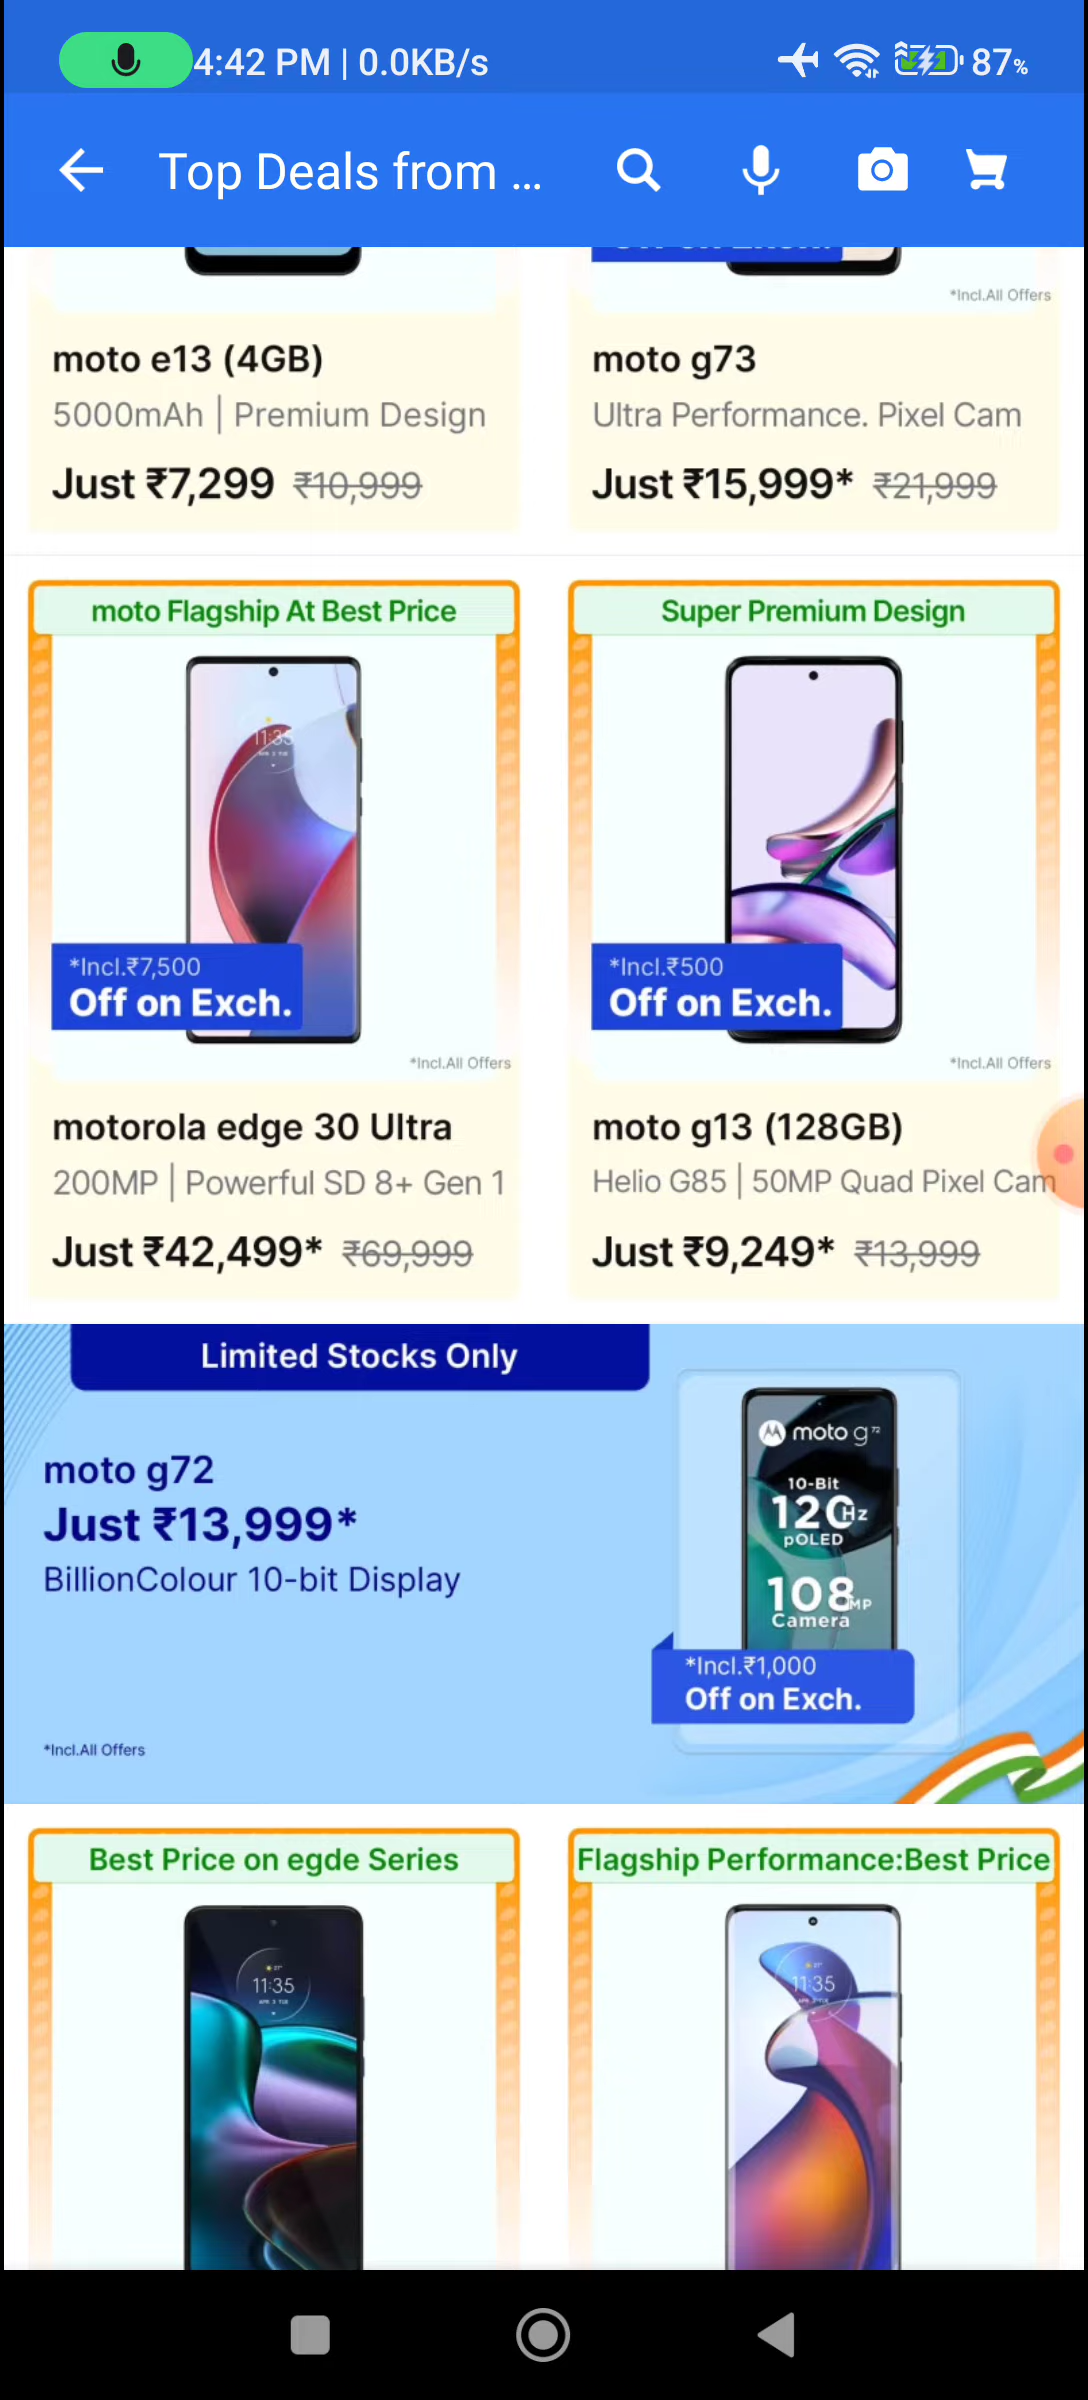 4:42 PM | 0.0KB/s 87%
Top Deals from ...
*Incl.All Offers
moto e13 (4GB)
5000mAh | Premium Design
Just ₹7,299 ₹10,999
moto g73
Ultra Performance. Pixel Cam
Just ₹15,999* ₹21,999
moto Flagship At Best Price
11:35
*Incl.₹7,500
Off on Exch.
*Incl.All Offers
motorola edge 30 Ultra
200MP | Powerful SD 8+ Gen 1
Just ₹42,499* ₹69,999
Super Premium Design
*Incl.₹500
Off on Exch.
*Incl.All Offers
moto g13 (128GB)
Helio G85 | 50MP Quad Pixel Cam
Just ₹9,249* ₹13,999
Limited Stocks Only
moto g72
Just ₹13,999*
BillionColour 10-bit Display
*Incl.All Offers
moto g72
10-Bit
120Hz
pOLED
108MP
Camera
*Incl.₹1,000
Off on Exch.
Best Price on egde Series
11:35
Flagship Performance:Best Price
11:35